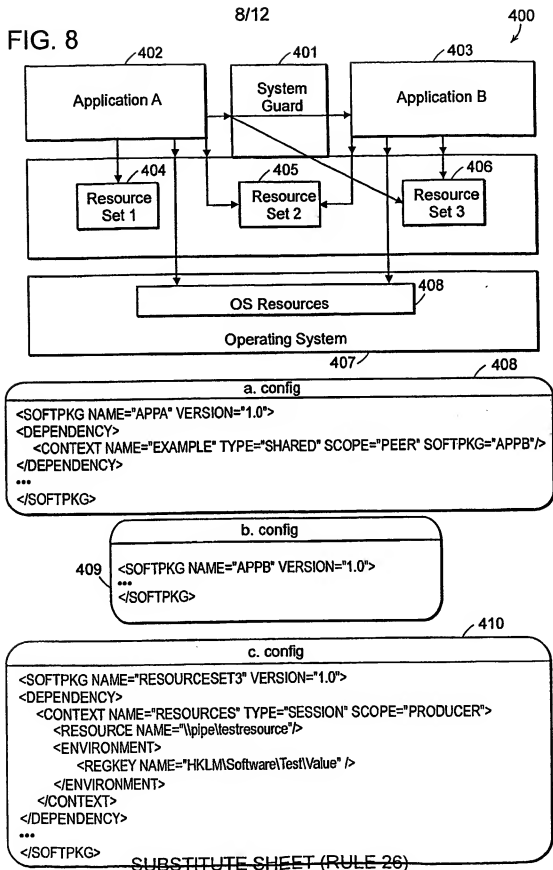 8/12
400
FIG. 8
402
401
403
Application A
System
Guard
Application B
404
405
406
Resource
Set 1
Resource
Set 2
Resource
Set 3
OS Resources
408
Operating System
407
408
a. config
<SOFTPKG NAME="APPA" VERSION="1.0">
<DEPENDENCY>
<CONTEXT NAME="EXAMPLE" TYPE="SHARED" SCOPE="PEER" SOFTPKG="APPB"/>
</DEPENDENCY>
•••
</SOFTPKG>
b. config
409
<SOFTPKG NAME="APPB" VERSION="1.0">
•••
</SOFTPKG>
410
c. config
<SOFTPKG NAME="RESOURCESET3" VERSION="1.0">
<DEPENDENCY>
<CONTEXT NAME="RESOURCES" TYPE="SESSION" SCOPE="PRODUCER">
<RESOURCE NAME="\\pipe\testresource"/>
<ENVIRONMENT>
<REGKEY NAME="HKLM\Software\Test\Value" />
</ENVIRONMENT>
</CONTEXT>
</DEPENDENCY>
•••
</SOFTPKG>
SUBSTITUTE SHEET (RULE 26)